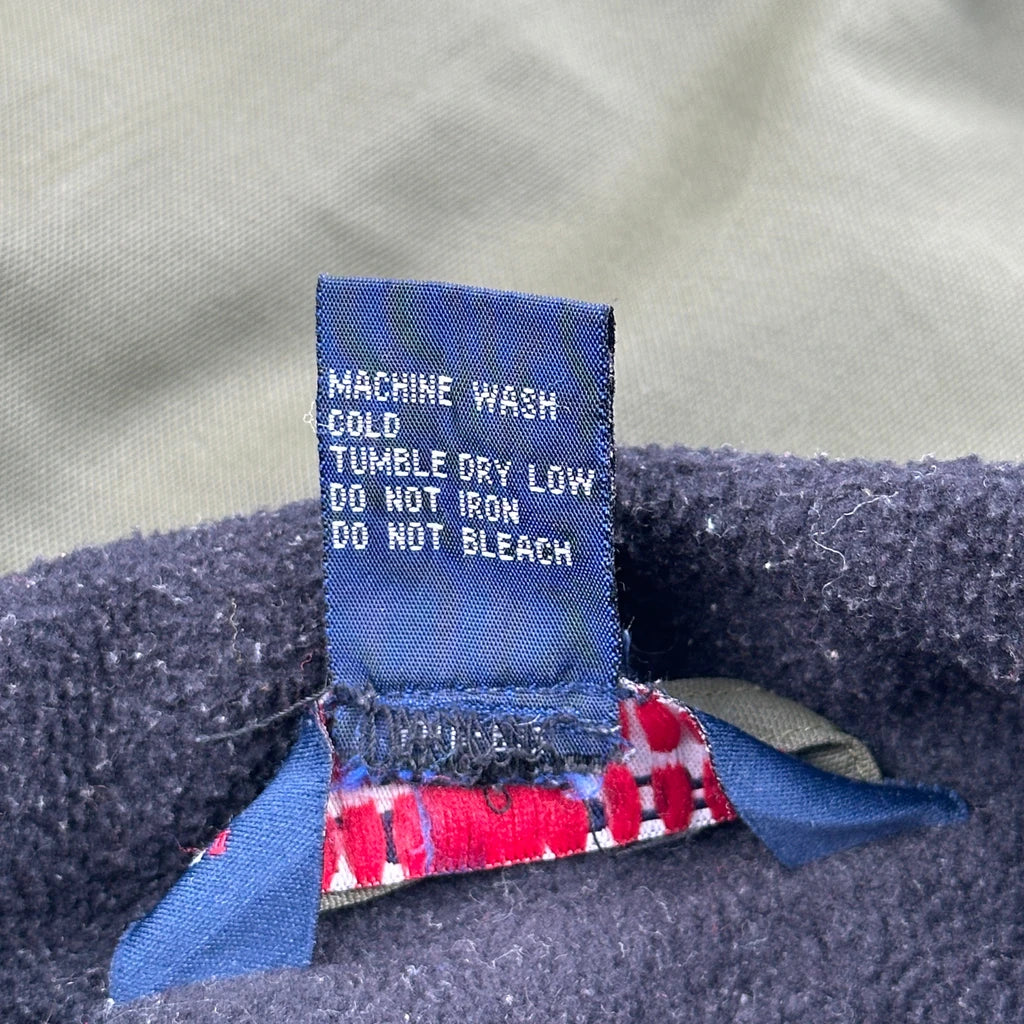 MACHINE WASH
COLD
TUMBLE DRY LOW
DO NOT IRON
DO NOT BLEACH